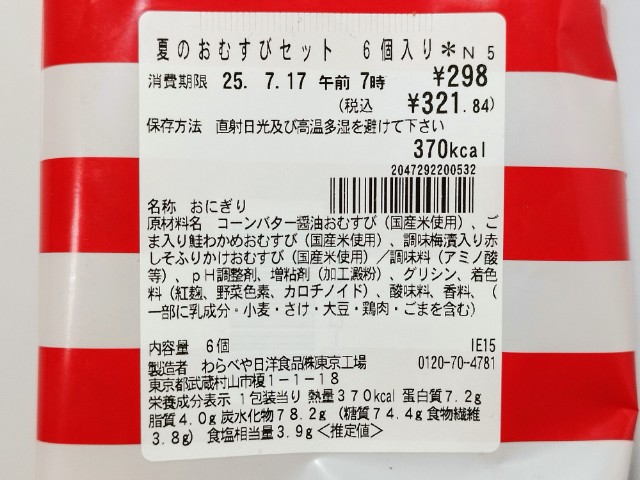 夏のおむすびセット 6個入り＊N5
消費期限 25. 7.17 午前 7時 ¥298
(税込 ¥321.84)
保存方法 直射日光及び高温多湿を避けて下さい
370kcal
2047292200532
名称 おにぎり
原材料名 コーンバター醤油おむすび（国産米使用）、ご
ま入り鮭わかめおむすび（国産米使用）、調味梅漬入り赤
しそふりかけおむすび（国産米使用）／調味料（アミノ酸
等）、pH調整剤、増粘剤（加工澱粉）、グリシン、着色
料（紅麹、野菜色素、カロチノイド）、酸味料、香料、（
一部に乳成分・小麦・さけ・大豆・鶏肉・ごまを含む）
内容量 6個 IE15
製造者 わらべや日洋食品㈱東京工場 0120-70-4781
東京都武蔵村山市榎1－1－18
栄養成分表示 1包装当り 熱量370kcal 蛋白質7.2g
脂質4.0g 炭水化物78.2g（糖質74.4g 食物繊維
3.8g） 食塩相当量3.9g＜推定値＞